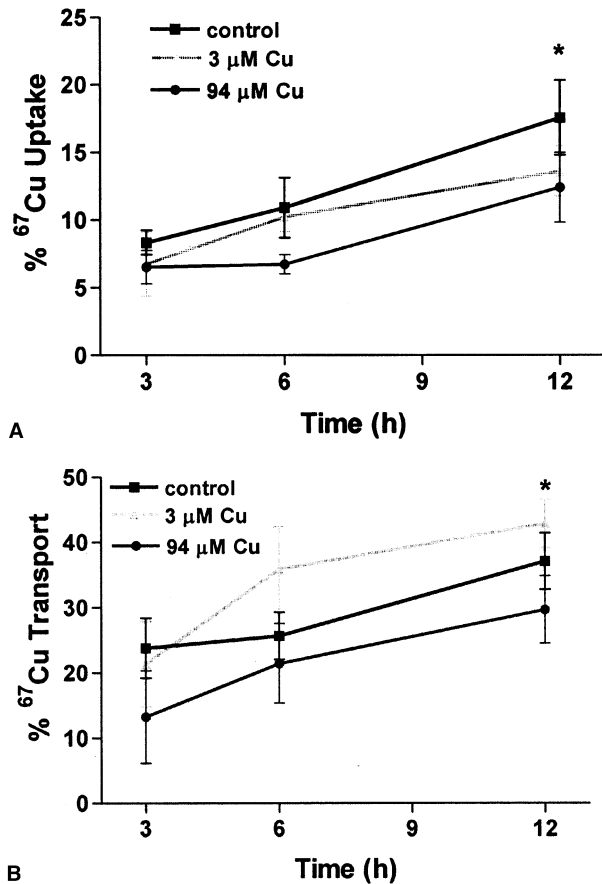 25
20
15
10
5
0
% ⁶⁷Cu Uptake
control
3 µM Cu
94 µM Cu
*
3 6 9 12
Time (h)
A
50
40
30
20
10
0
% ⁶⁷Cu Transport
control
3 µM Cu
94 µM Cu
*
3 6 9 12
Time (h)
B